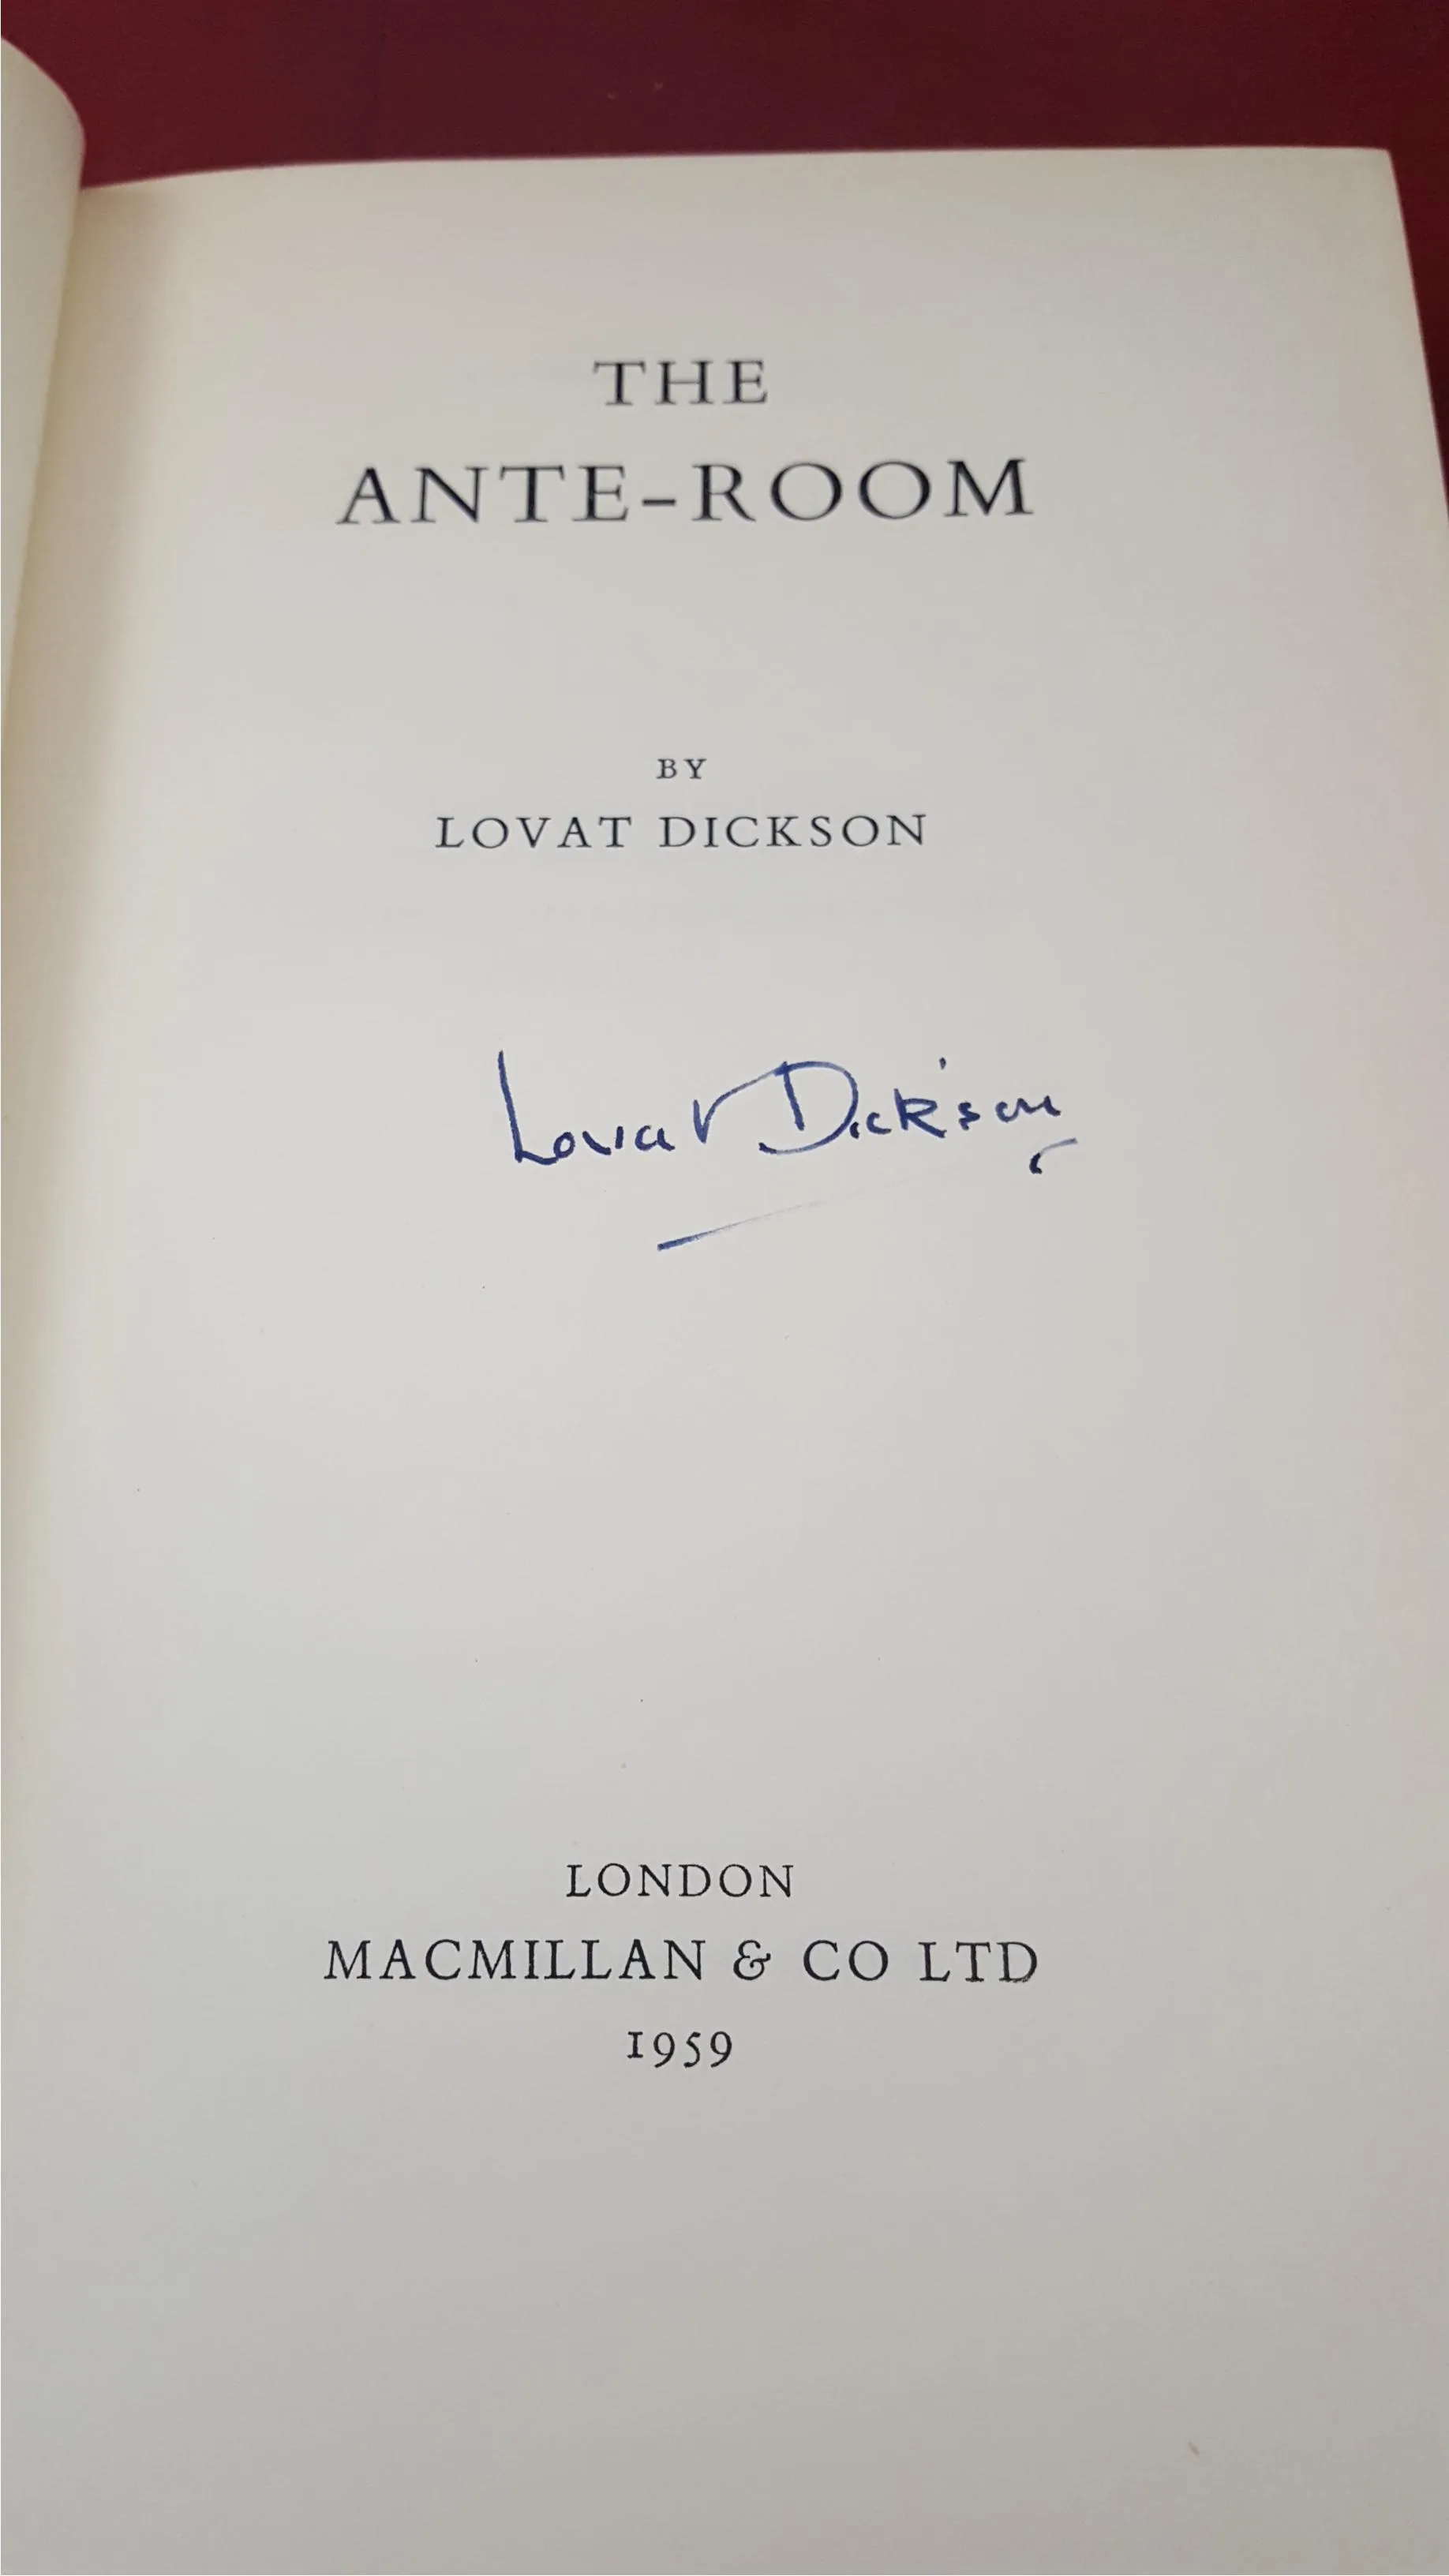 THE
ANTE-ROOM
BY
LOVAT DICKSON
Lovat Dickson
LONDON
MACMILLAN & CO LTD
1959